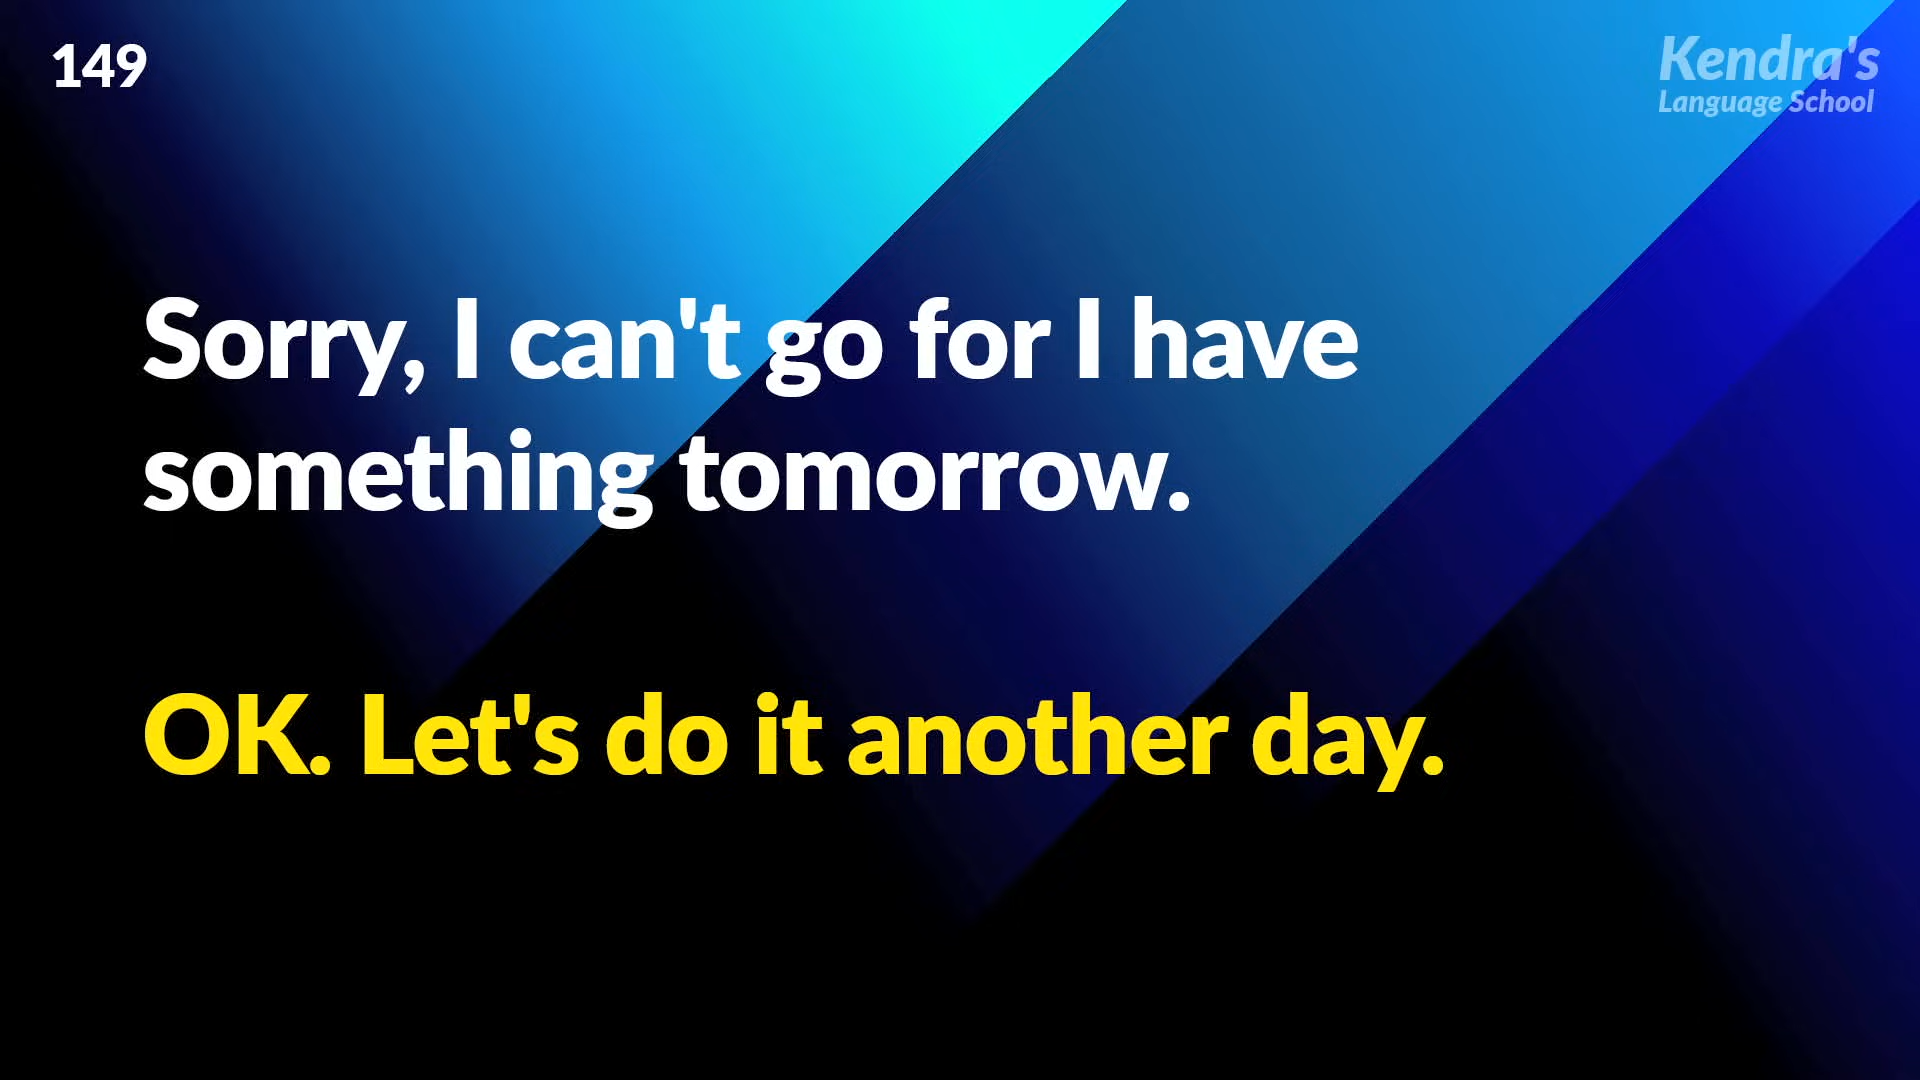 149
Kendra's
Language School
Sorry, I can't go for I have
something tomorrow.
OK. Let's do it another day.